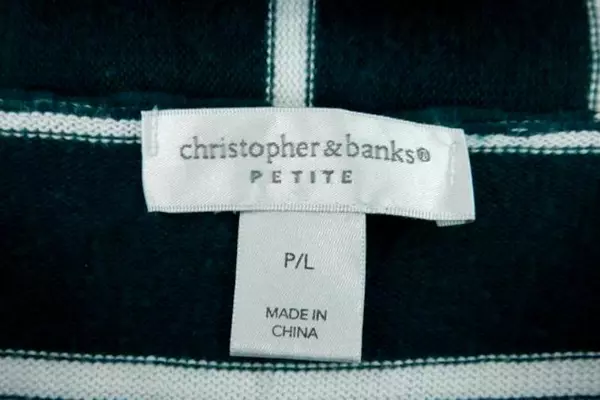 christopher&banks®
PETITE
P/L
MADE IN
CHINA